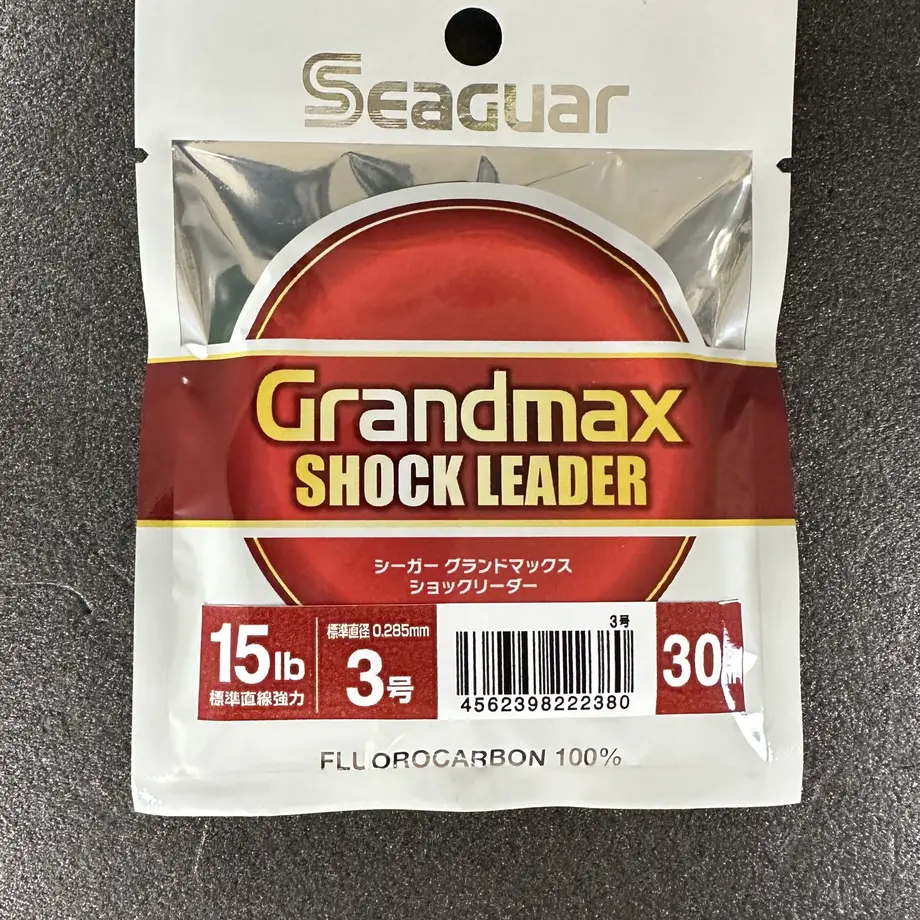 Seaguar
Grandmax
SHOCK LEADER
シーガー グランドマックス
ショックリーダー
15lb
標準直線強力
標準直径 0.285mm
3号
3号
4562398222380
30
FLUOROCARBON 100%